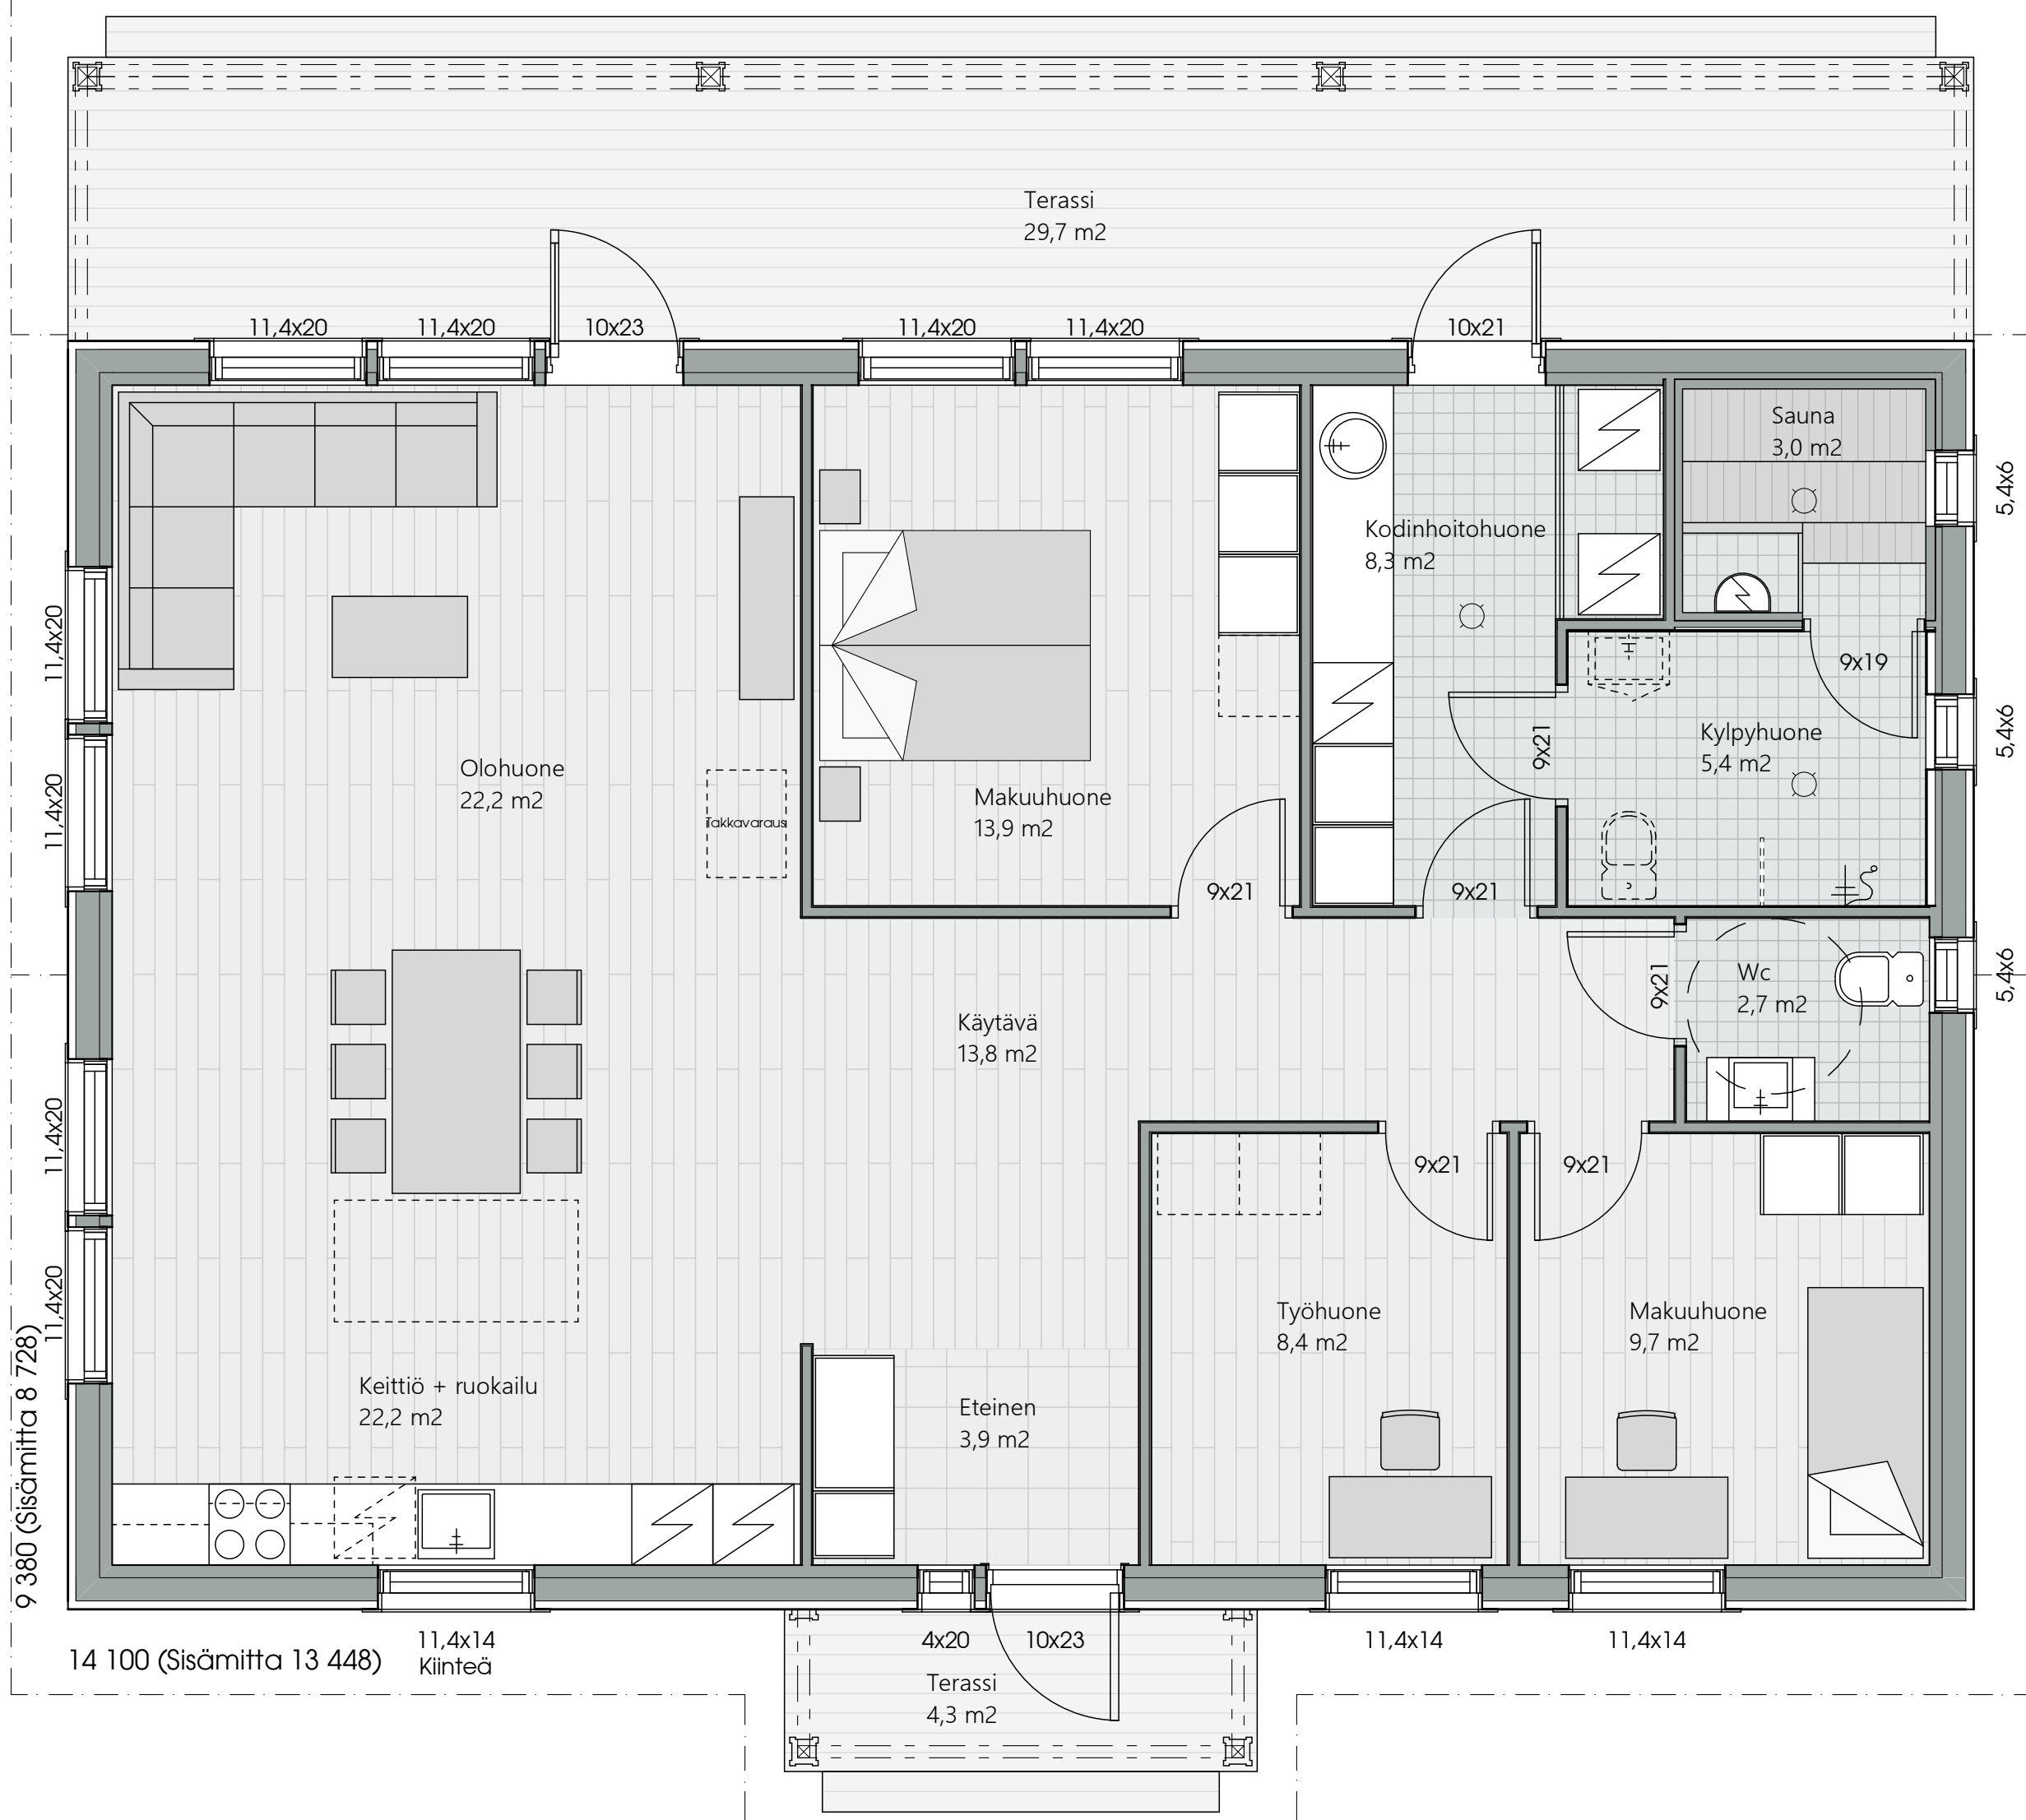 Terassi
29,7 m2
11,4x20
11,4x20
10x23
11,4x20
11,4x20
10x21
Sauna
3,0 m2
5,4x6
Kodinhoitohuone
8,3 m2
9x19
11,4x20
9x21
Kylpyhuone
5,4 m2
5,4x6
Olohuone
22,2 m2
Makuuhuone
13,9 m2
11,4x20
Takkavaraus
9x21
9x21
Wc
2,7 m2
9x21
5,4x6
Käytävä
13,8 m2
11,4x20
9x21
9x21
11,4x20
Työhuone
8,4 m2
Makuuhuone
9,7 m2
Keittiö + ruokailu
22,2 m2
Eteinen
3,9 m2
9 380 (Sisämitta 8 728)
14 100 (Sisämitta 13 448)
11,4x14
Kiinteä
4x20
10x23
11,4x14
11,4x14
Terassi
4,3 m2